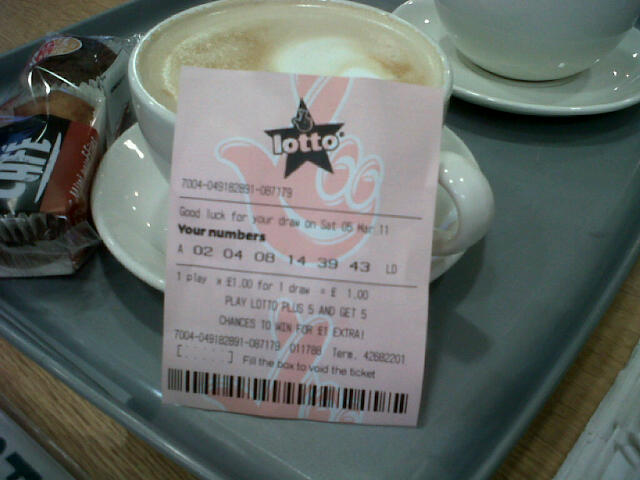 lotto
7004-049182891-087179
Good luck for your draw on Sat 05 Mar 11
Your numbers
A 02 04 08 14 39 43 LD
1 play x £1.00 for 1 draw = £ 1.00
PLAY LOTTO PLUS 5 AND GET 5
CHANCES TO WIN FOR £1 EXTRA!
7004-049182891-087179 011786 Term. 42682201
[......] Fill the box to void the ticket
CAFÉ